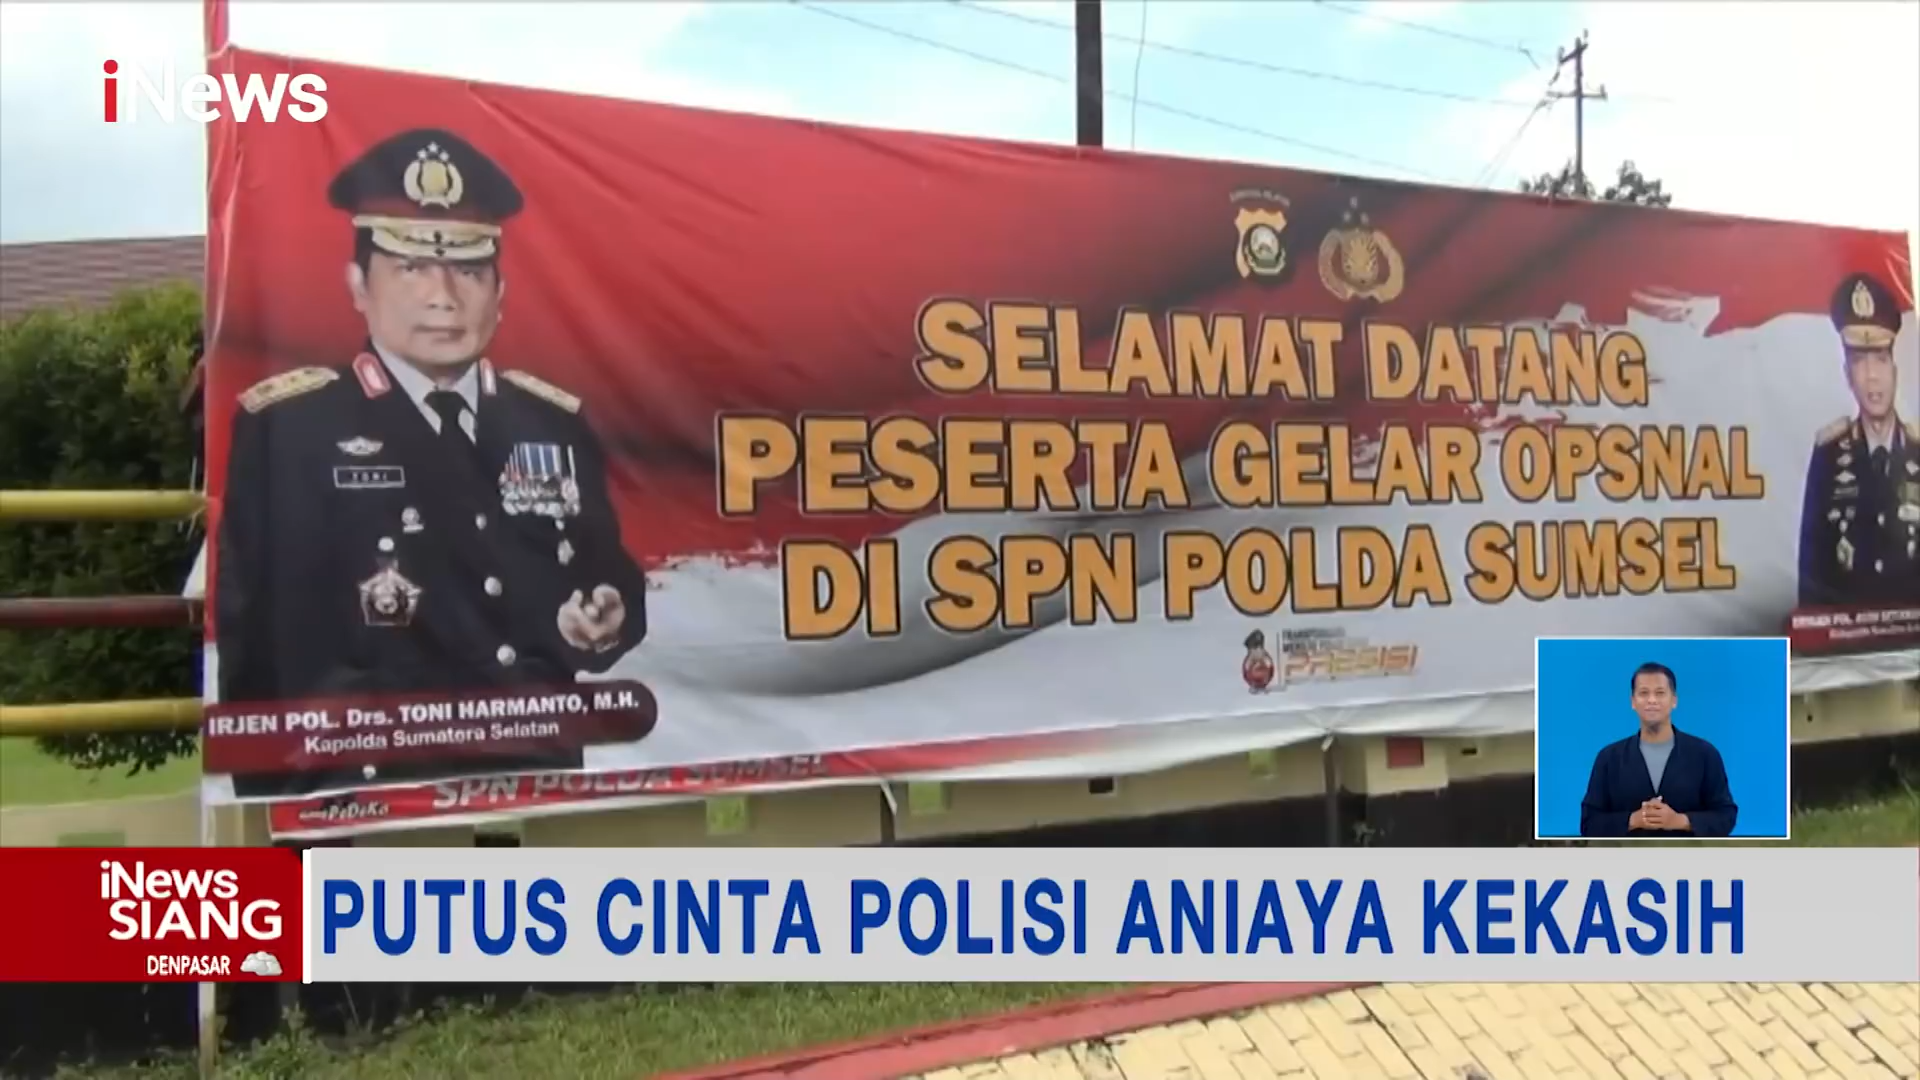 iNews
SELAMAT DATANG
PESERTA GELAR OPSNAL
DI SPN POLDA SUMSEL
PRESISI
TONI
IRJEN POL. Drs. TONI HARMANTO, M.H.
Kapolda Sumatera Selatan
SPN POLDA SUMSEL
iNews
SIANG
DENPASAR
PUTUS CINTA POLISI ANIAYA KEKASIH